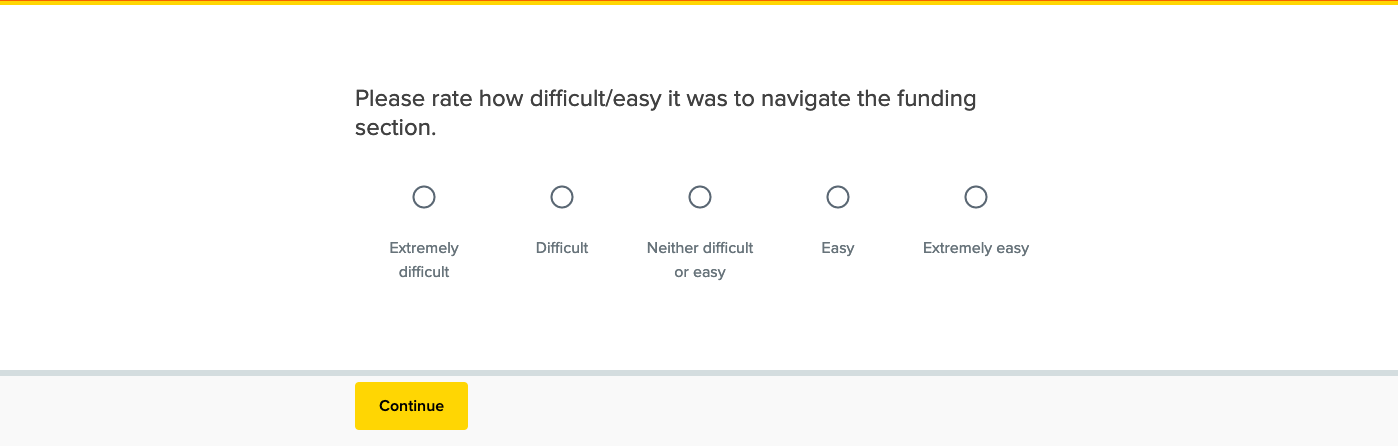 Please rate how difficult/easy it was to navigate the funding
section.
Extremely
difficult
Difficult
Neither difficult
or easy
Easy
Extremely easy
Continue